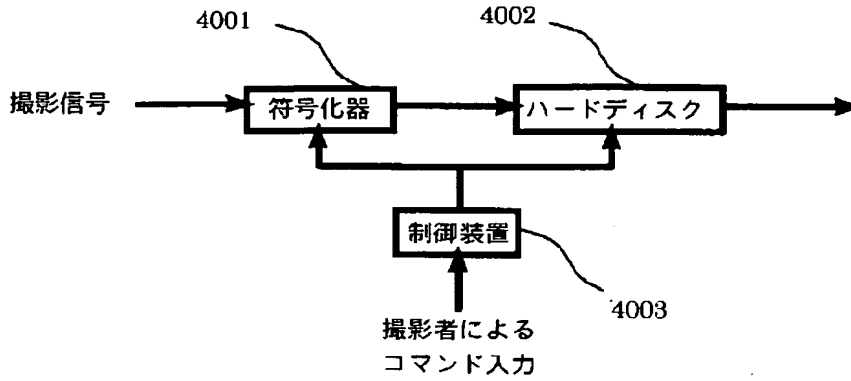 4001
4002
撮影信号
符号化器
ハードディスク
制御装置
4003
撮影者による
コマンド入力